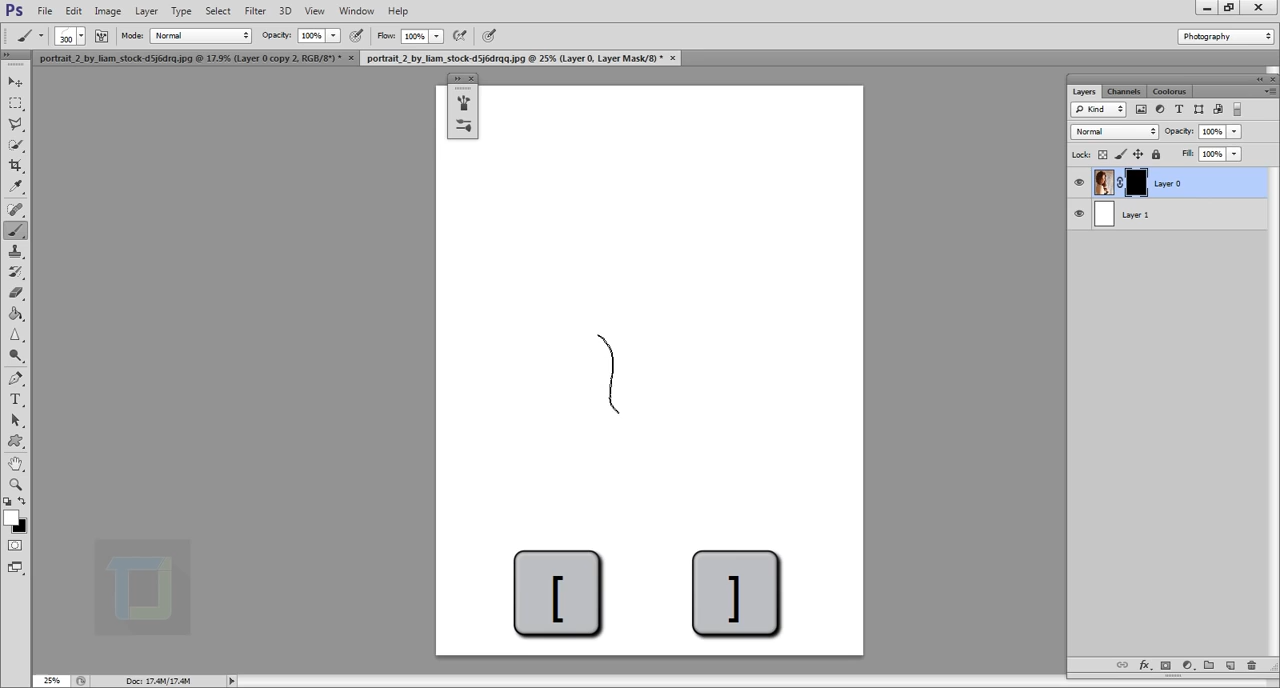 Ps File Edit Image Layer Type Select Filter 3D View Window Help
300 Mode: Normal Opacity: 100% Flow: 100% Photography
portrait_2_by_liam_stock-d5j6drq.jpg @ 17.9% (Layer 0 copy 2, RGB/8*) * × portrait_2_by_liam_stock-d5j6drqq.jpg @ 25% (Layer 0, Layer Mask/8) * ×
Layers Channels Coolorus
Kind
Normal Opacity: 100%
Lock: Fill: 100%
Layer 0
Layer 1
[ ]
25% Doc: 17.4M/17.4M